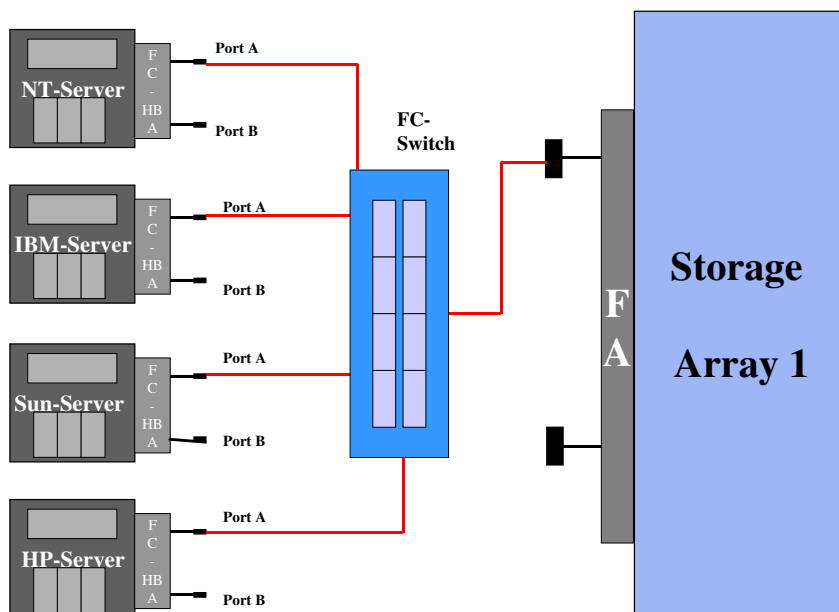 Port A
F
C
-
HB
A
NT-Server
Port B
FC-
Switch
Port A
F
C
-
HB
A
IBM-Server
Port B
Port A
F
C
-
HB
A
Sun-Server
Port B
Port A
F
C
-
HB
A
HP-Server
Port B
F
A
Storage
Array 1